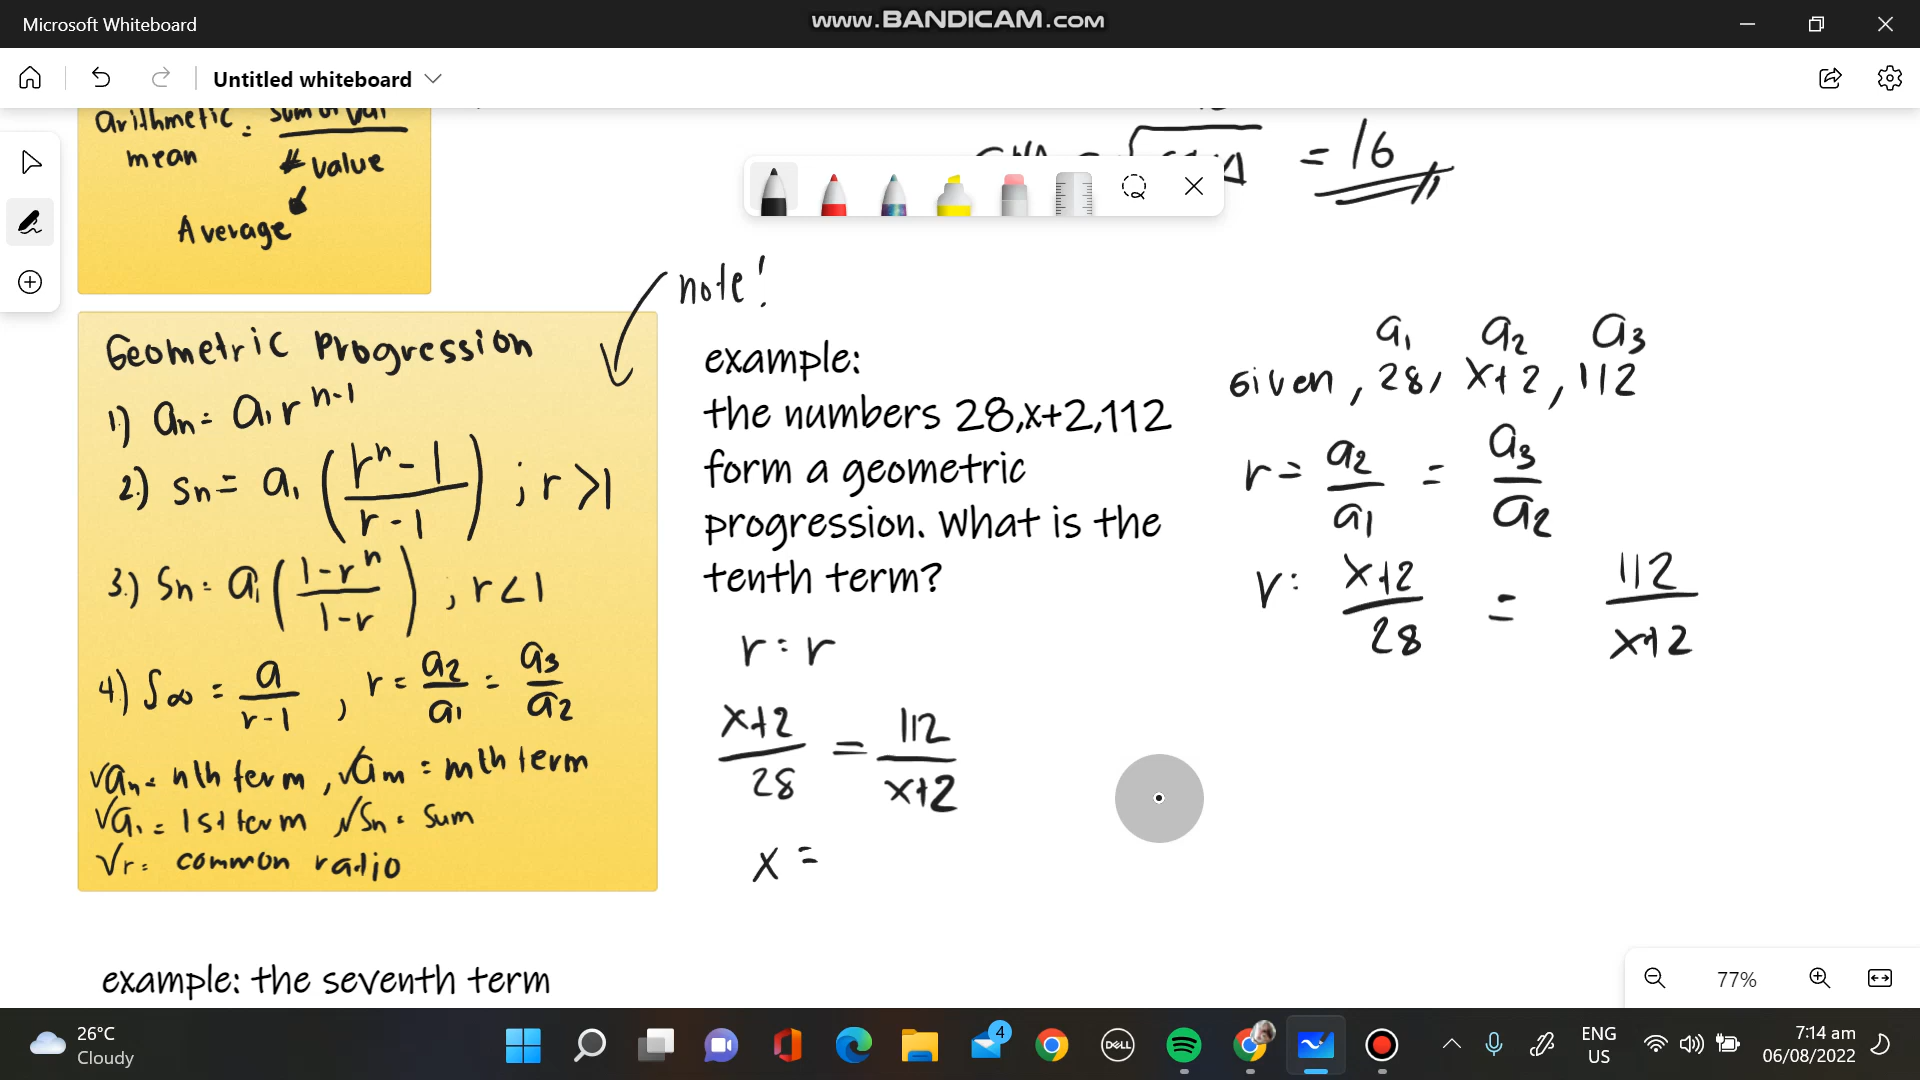 Microsoft Whiteboard
www.BANDICAM.com
Untitled whiteboard
arithmetic mean =
# value
Average
= 16
note!
Geometric Progression
1.) an = a1 r^n-1
2.) sn = a1 (r^n - 1 / r - 1) ; r > 1
3.) Sn = a1 (1 - r^n / 1 - r) , r < 1
4.) S∞ = a / r - 1 , r = a2 / a1 = a3 / a2
√an = nth term , √am = mth term
√a1 = 1st term √Sn = sum
√r = common ratio
example:
the numbers 28,x+2,112
form a geometric
progression. What is the
tenth term?
r = r
x+2 / 28 = 112 / x+2
x =
a1 a2 a3
Given , 28, x+2, 112
r = a2 / a1 = a3 / a2
r = x+2 / 28 = 112 / x+2
example: the seventh term
77%
26°C
Cloudy
4
DELL
ENG
US
7:14 am
06/08/2022